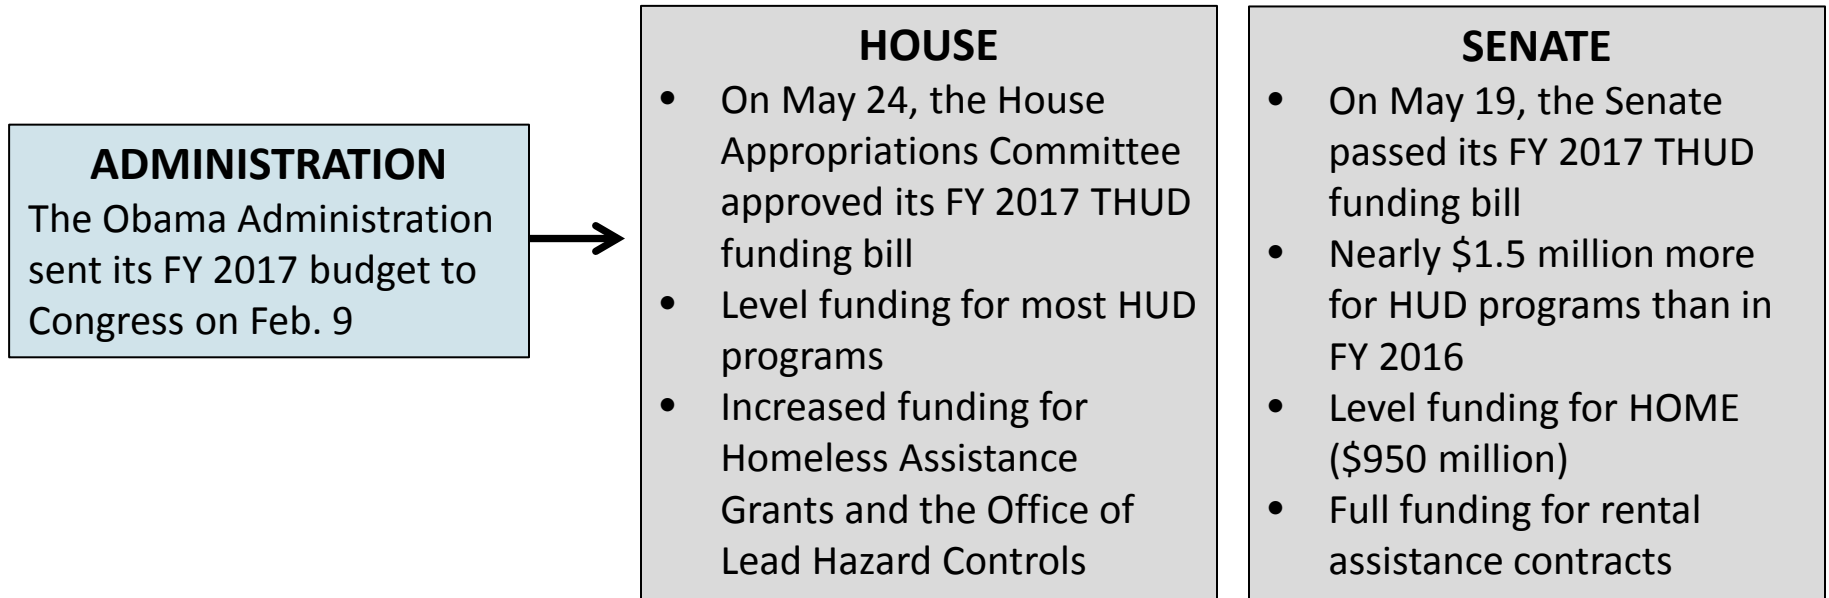 ADMINISTRATION
The Obama Administration
sent its FY 2017 budget to
Congress on Feb. 9
HOUSE
• On May 24, the House
Appropriations Committee
approved its FY 2017 THUD
funding bill
• Level funding for most HUD
programs
• Increased funding for
Homeless Assistance
Grants and the Office of
Lead Hazard Controls
SENATE
• On May 19, the Senate
passed its FY 2017 THUD
funding bill
• Nearly $1.5 million more
for HUD programs than in
FY 2016
• Level funding for HOME
($950 million)
• Full funding for rental
assistance contracts